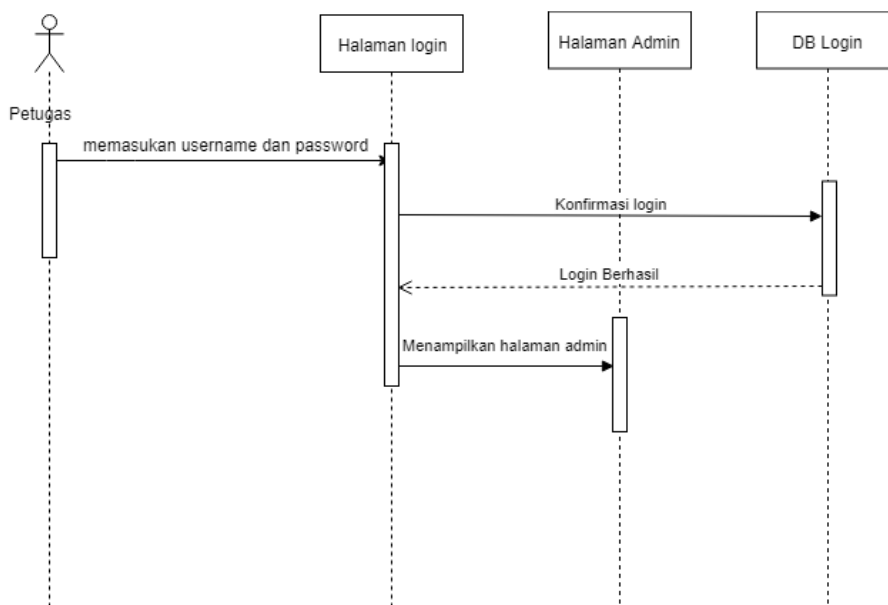 Halaman login
Halaman Admin
DB Login
Petugas
memasukan username dan password
Konfirmasi login
Login Berhasil
Menampilkan halaman admin